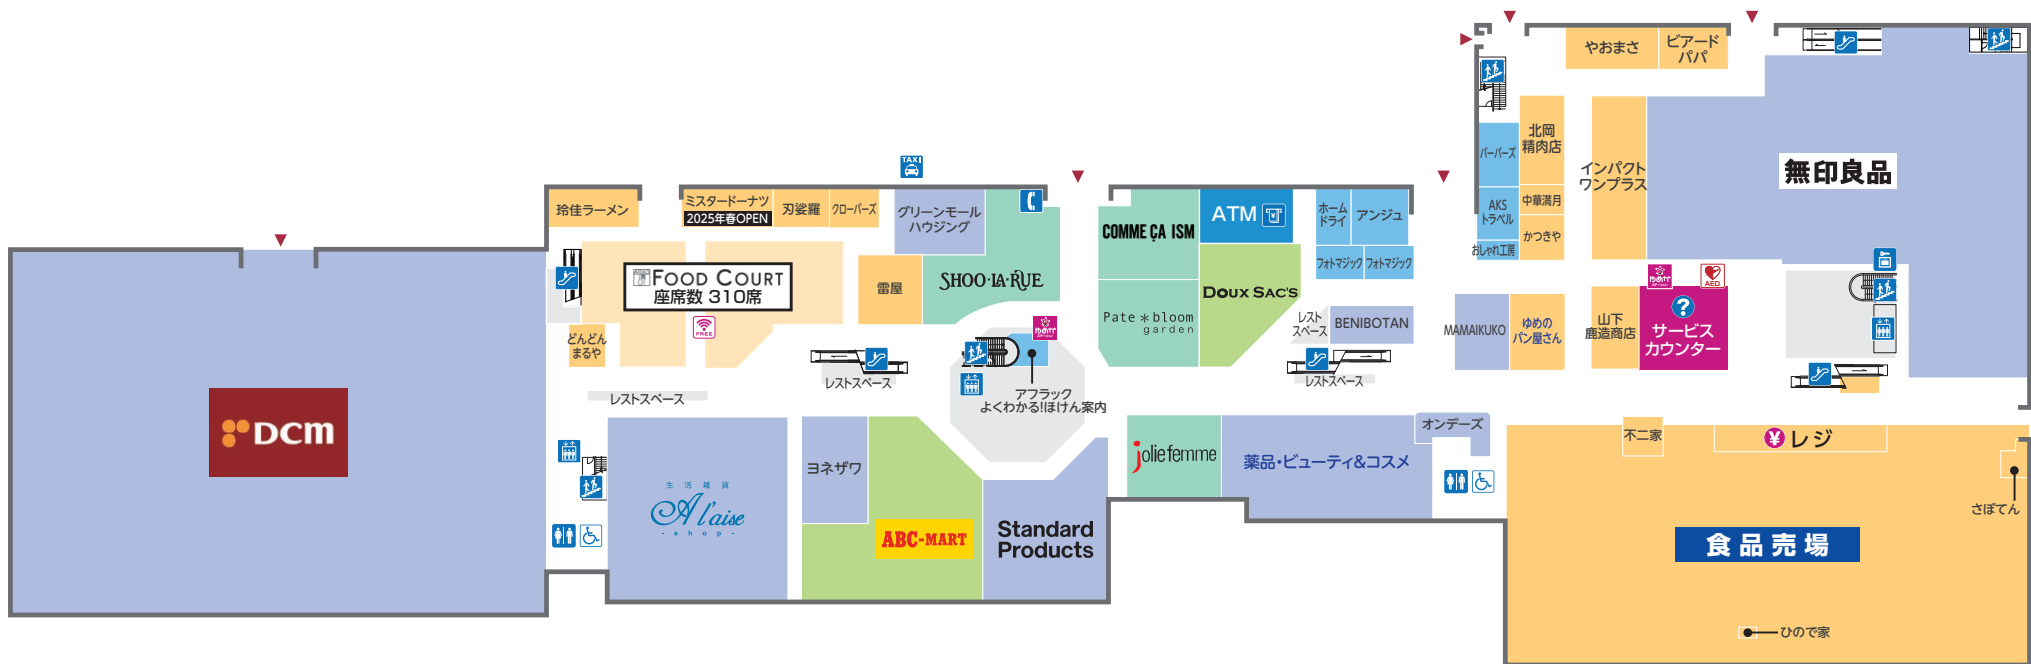 やおまさ
ビアード
パパ
北岡
精肉店
バーバーズ
インパクト
ワンプラス
無印良品
TAXI
玲佳ラーメン
ミスタードーナツ
2025年春OPEN
刃娑羅
クローバーズ
グリーンモール
ハウジング
COMME ÇA ISM
ATM
ホーム
ドライ
アンジュ
AKS
トラベル
中華満月
かつきや
おしゃれ工房
FOOD COURT
座席数 310席
FREE
雷屋
SHOO・LA・RUE
フォトマジック
フォトマジック
DOUX SAC'S
Pate＊bloom
garden
レスト
スペース
BENIBOTAN
MAMAIKUKO
ゆめの
パン屋さん
山下
鹿造商店
AED
?
サービス
カウンター
どんどん
まるや
レストスペース
レストスペース
レストスペース
アフラック
よくわかる!ほけん案内
DCM
生活雑貨
A l'aise
- shop -
ヨネザワ
ABC-MART
Standard
Products
jolie femme
薬品・ビューティ&コスメ
オンデーズ
不二家
¥レジ
さぼてん
食品売場
ひので家